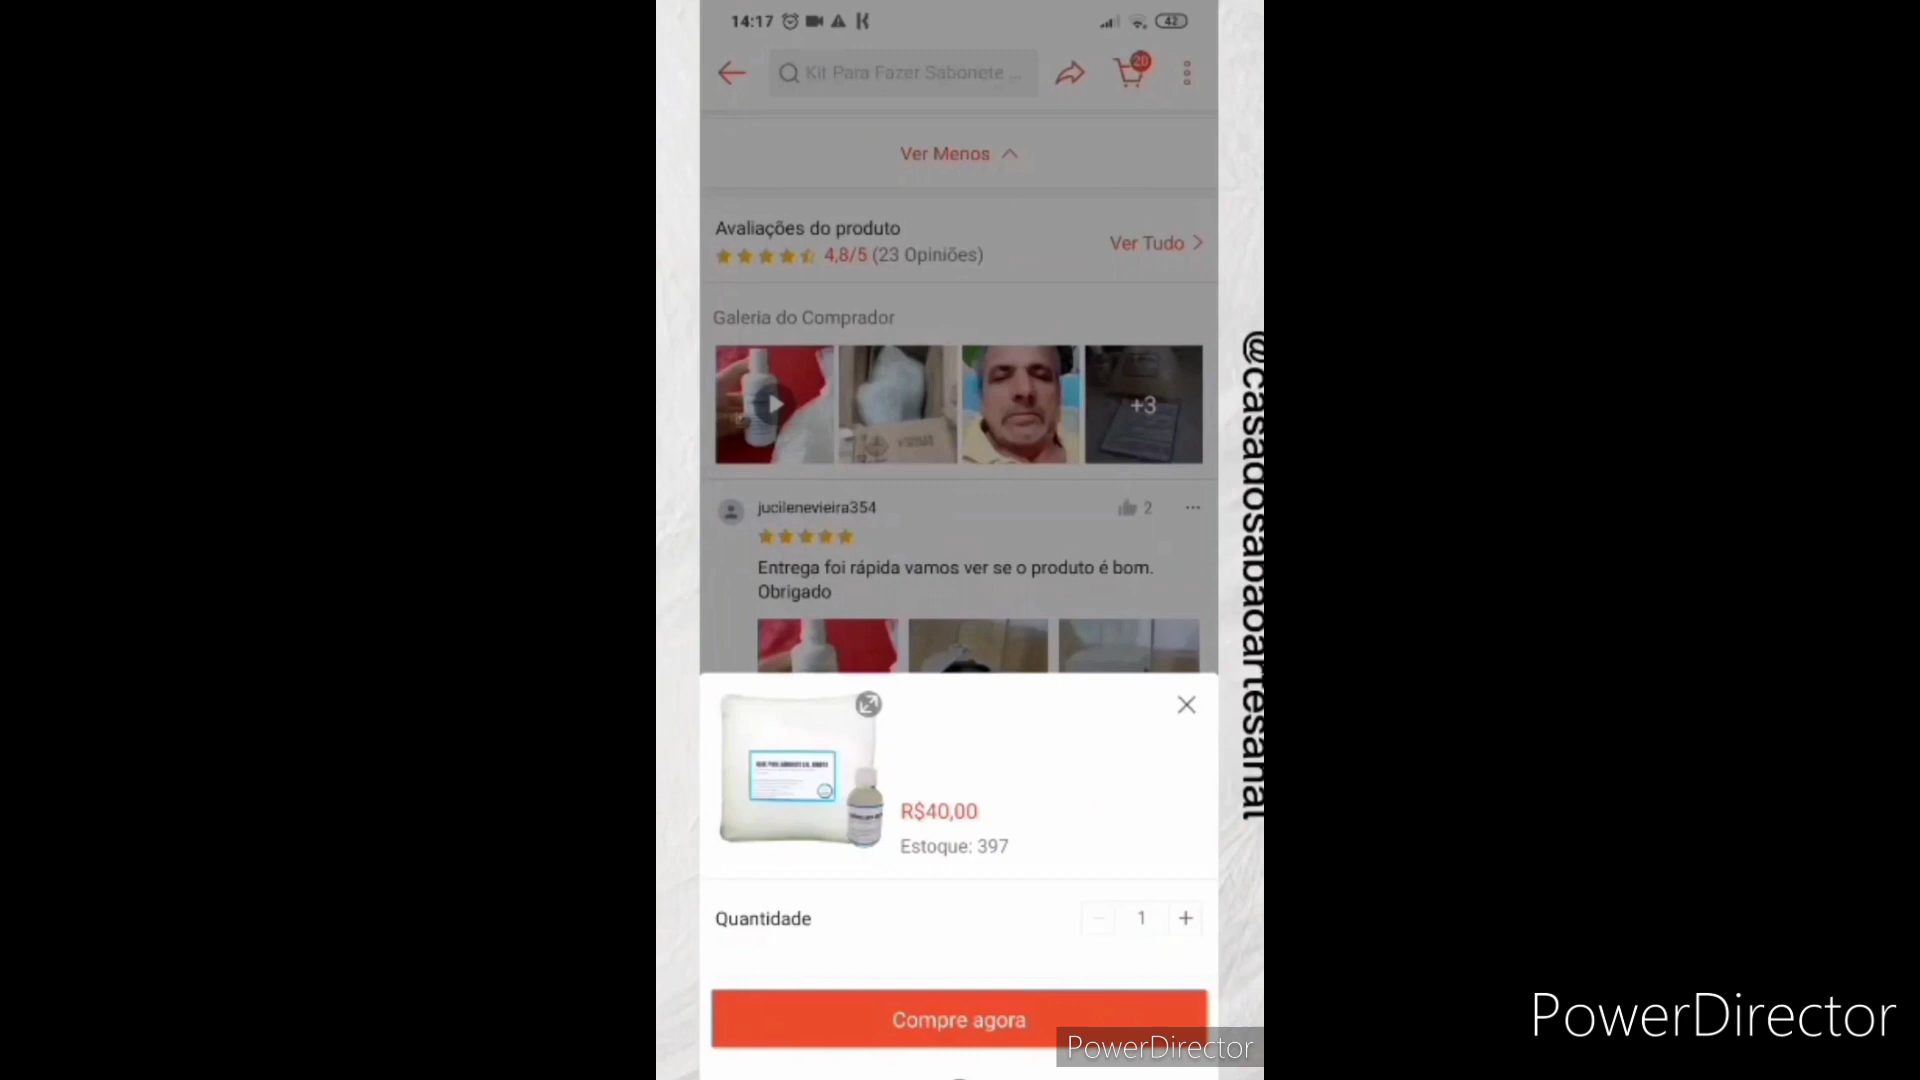 14:17
42
Kit Para Fazer Sabonete ...
20
Ver Menos
Avaliações do produto
4,8/5 (23 Opiniões)
Ver Tudo
Galeria do Comprador
+3
jucilenevieira354
2
Entrega foi rápida vamos ver se o produto é bom.
Obrigado
R$40,00
Estoque: 397
Quantidade
1
Compre agora
@casadosabaoartesanal
PowerDirector
PowerDirector